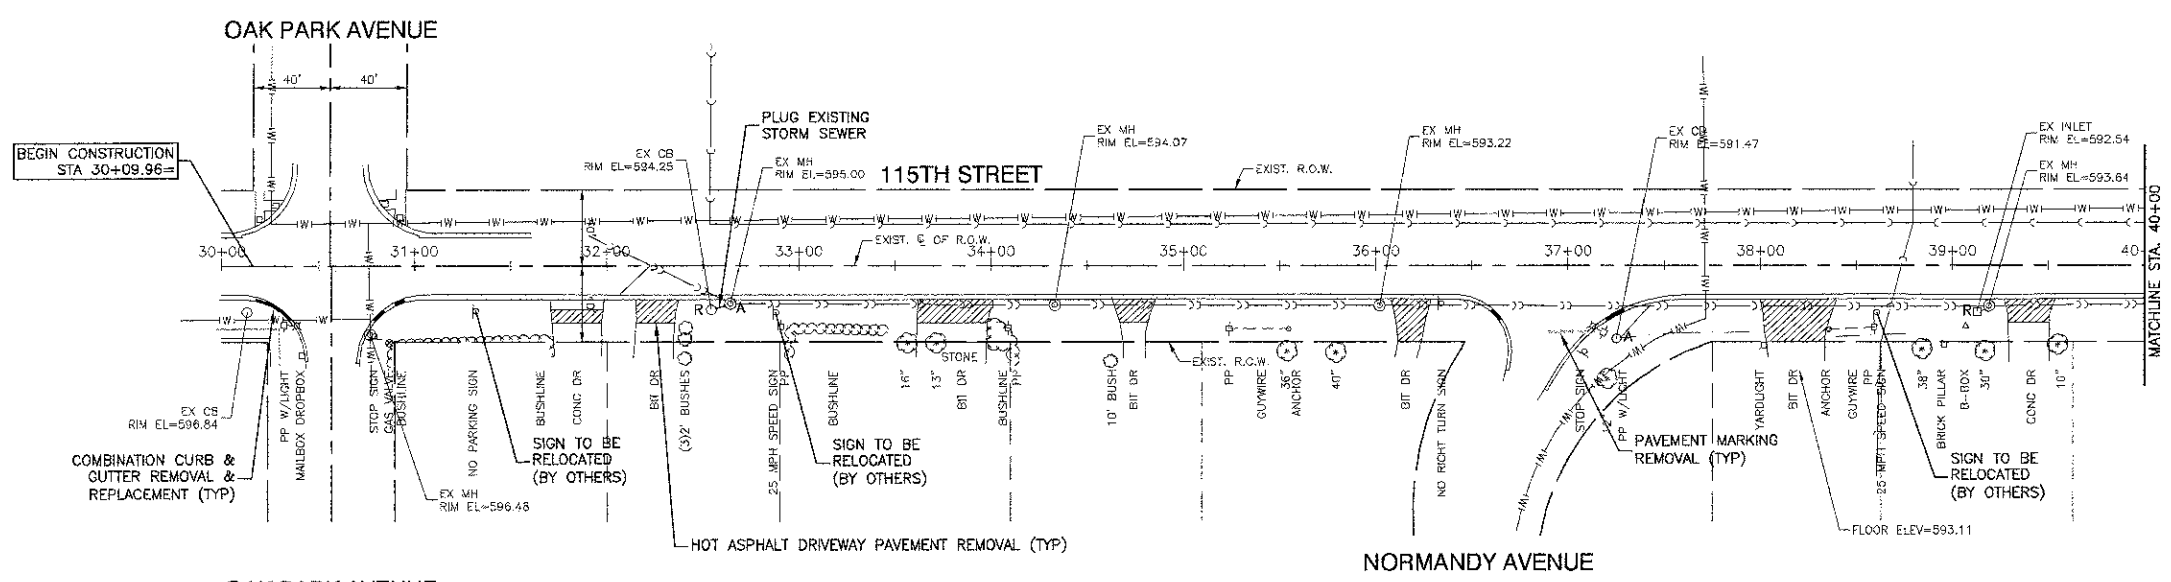 OAK PARK AVENUE
40'
40'
BEGIN CONSTRUCTION
STA 30+09.96=
PLUG EXISTING
STORM SEWER
EX CB
RIM EL=594.25
EX MH
RIM EL=595.00
115TH STREET
EX MH
RIM EL=594.07
EXIST. R.O.W.
EX MH
RIM EL=593.22
EX CB
RIM EL=591.47
EX INLET
RIM EL=592.54
EX MH
RIM EL=593.64
MATCHLINE STA. 40+00
30+00
31+00
32+00
33+00
EXIST. ℄ OF R.O.W.
34+00
35+00
36+00
37+00
38+00
39+00
40
R
A
A
R
STONE
EXIST. R.O.W.
EX CB
RIM EL=596.84
PP W/LIGHT
MAILBOX DROPBOX
STOP SIGN
GAS VALVE
BUSHLINE
NO PARKING SIGN
BUSHLINE
CONC DR
BIT DR
(3)2' BUSHES
25 MPH SPEED SIGN
PP
BUSHLINE
16"
13"
BIT DR
BUSHLINE
PP
10' BUSH
BIT DR
PP
GUYWIRE
36"
ANCHOR
40"
BIT DR
NO RIGHT TURN SIGN
STOP SIGN
12"
PP W/LIGHT
YARDLIGHT
BIT DR
ANCHOR
GUYWIRE
PP
25 MPH SPEED SIGN
38"
BRICK PILLAR
B-BOX
30"
CONC DR
10"
COMBINATION CURB &
GUTTER REMOVAL &
REPLACEMENT (TYP)
EX MH
RIM EL=596.48
SIGN TO BE
RELOCATED
(BY OTHERS)
SIGN TO BE
RELOCATED
(BY OTHERS)
PAVEMENT MARKING
REMOVAL (TYP)
SIGN TO BE
RELOCATED
(BY OTHERS)
FLOOR ELEV=593.11
HOT ASPHALT DRIVEWAY PAVEMENT REMOVAL (TYP)
NORMANDY AVENUE